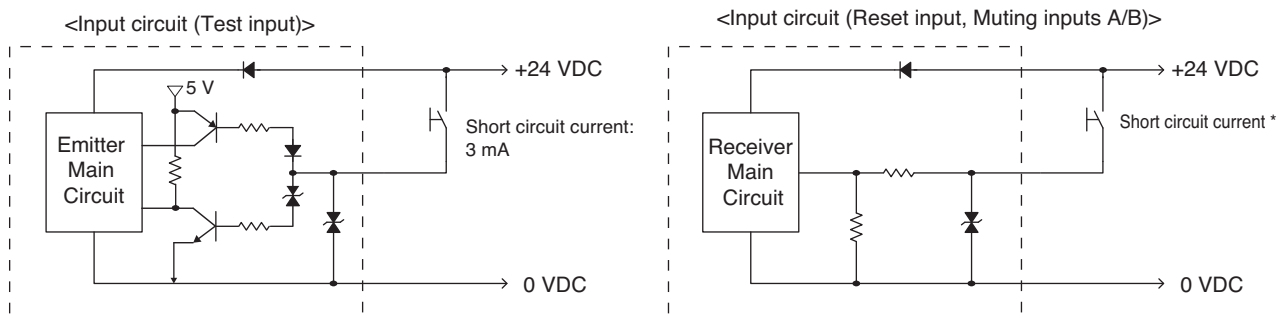 <Input circuit (Test input)>
+24 VDC
5 V
Emitter
Main
Circuit
Short circuit current:
3 mA
0 VDC
<Input circuit (Reset input, Muting inputs A/B)>
+24 VDC
Receiver
Main
Circuit
Short circuit current *
0 VDC